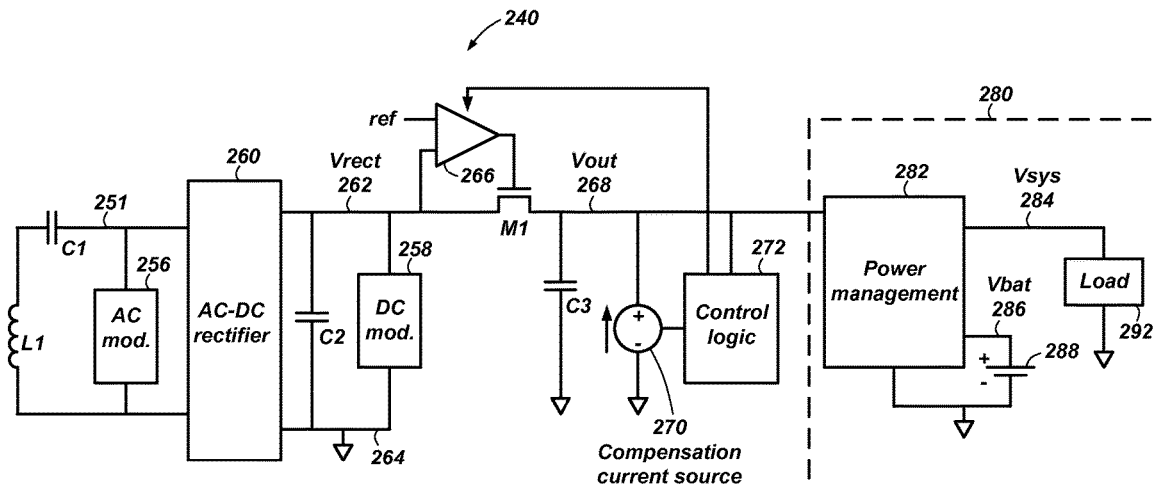 240
280
ref
266
260
Vrect
262
Vout
268
282
Vsys
284
251
C1
256
AC
mod.
L1
AC-DC
rectifier
C2
258
DC
mod.
264
M1
C3
+
-
270
Compensation
current source
272
Control
logic
Power
management
Vbat
286
+
-
288
Load
292